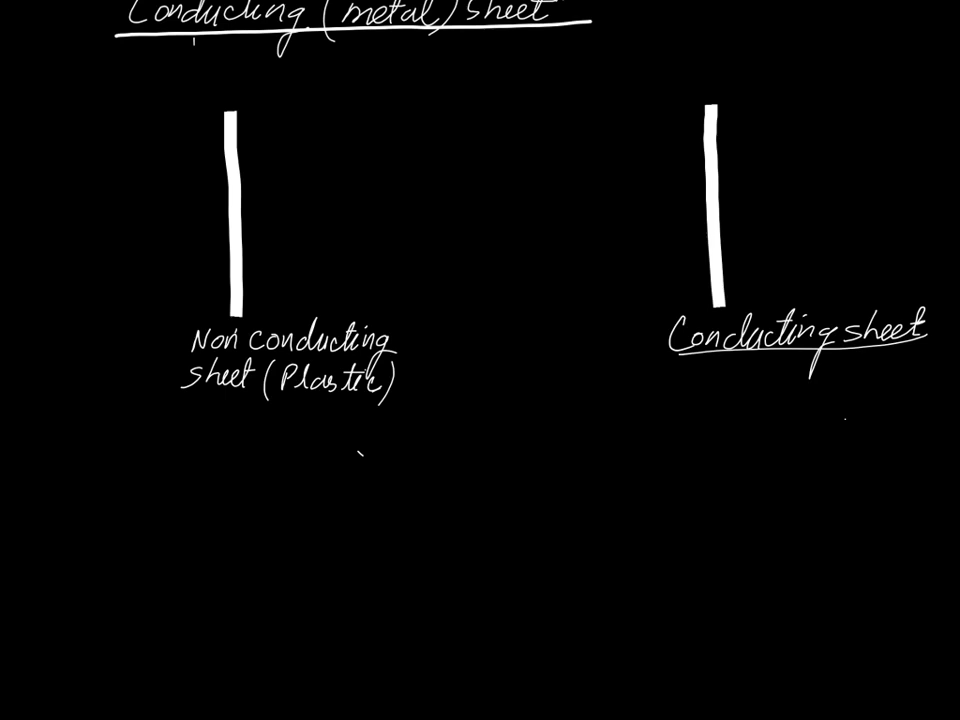 Conducting (metal) sheet
Non conducting
sheet (Plastic)
Conducting sheet